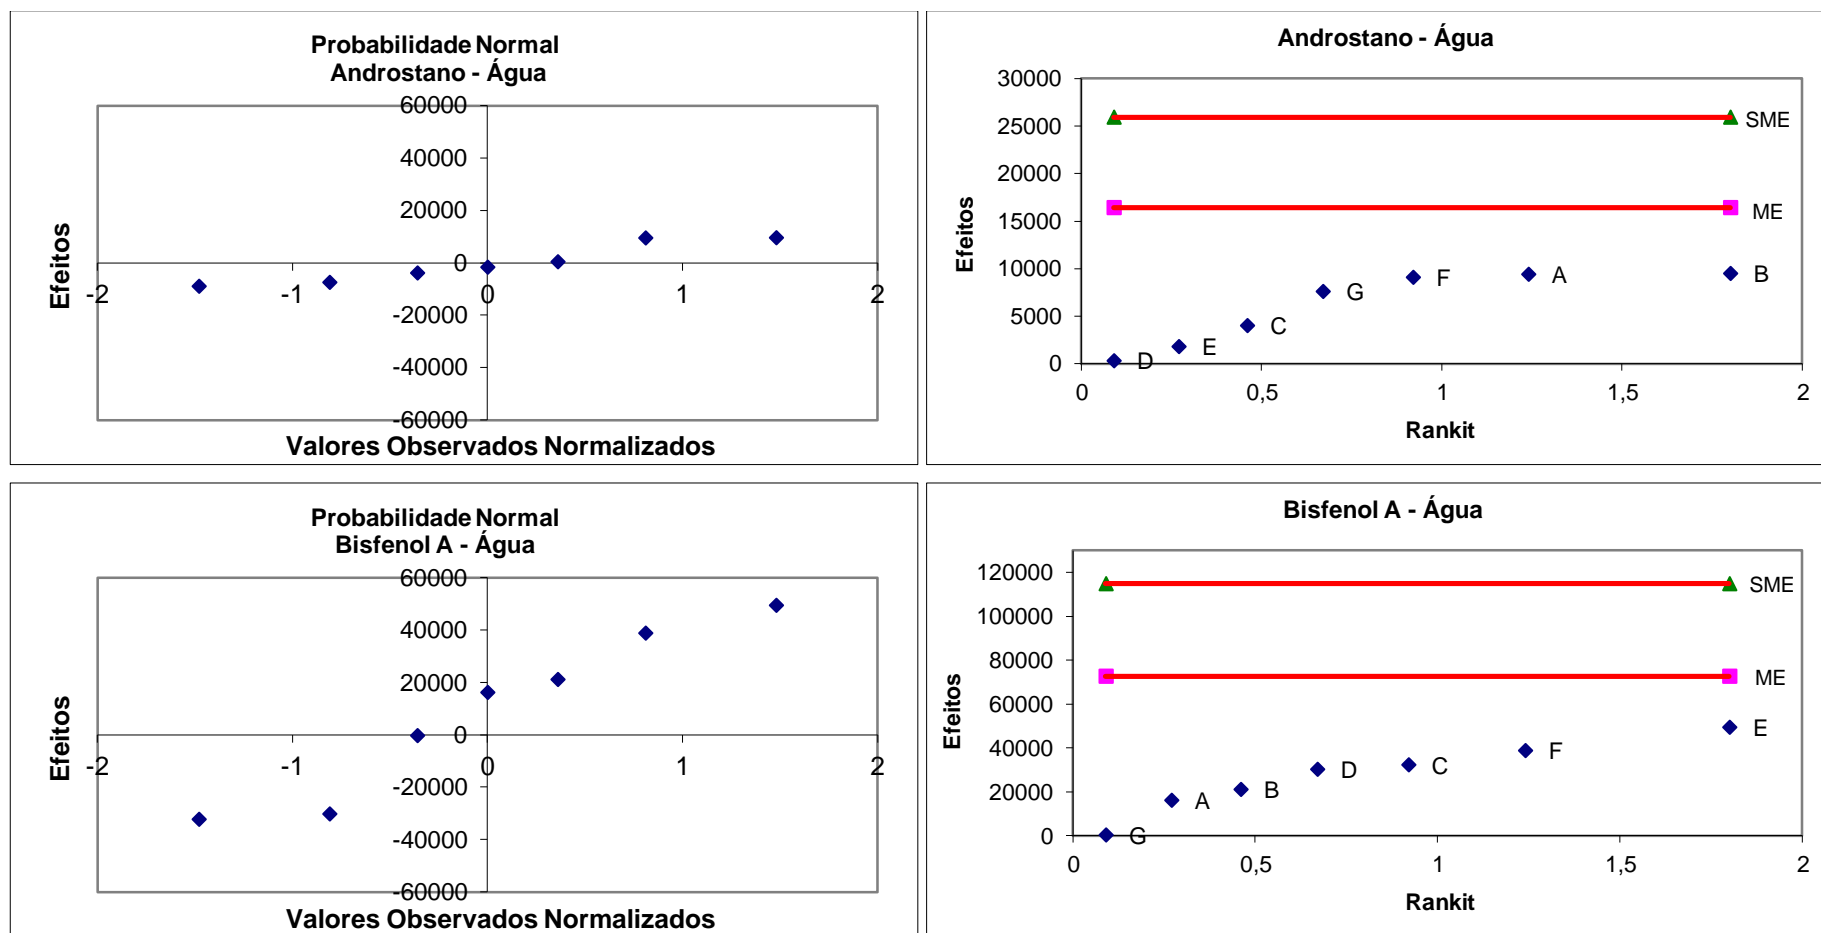 Probabilidade Normal
Androstano - Água
60000
40000
20000
0
-20000
-40000
-60000
-2
-1
0
1
2
Efeitos
Valores Observados Normalizados
Androstano - Água
30000
25000
20000
15000
10000
5000
0
SME
ME
D
E
C
G
F
A
B
0
0,5
1
1,5
2
Efeitos
Rankit
Probabilidade Normal
Bisfenol A - Água
60000
40000
20000
0
-20000
-40000
-60000
-2
-1
0
1
2
Efeitos
Valores Observados Normalizados
Bisfenol A - Água
120000
100000
80000
60000
40000
20000
0
SME
ME
G
A
B
D
C
F
E
0
0,5
1
1,5
2
Efeitos
Rankit